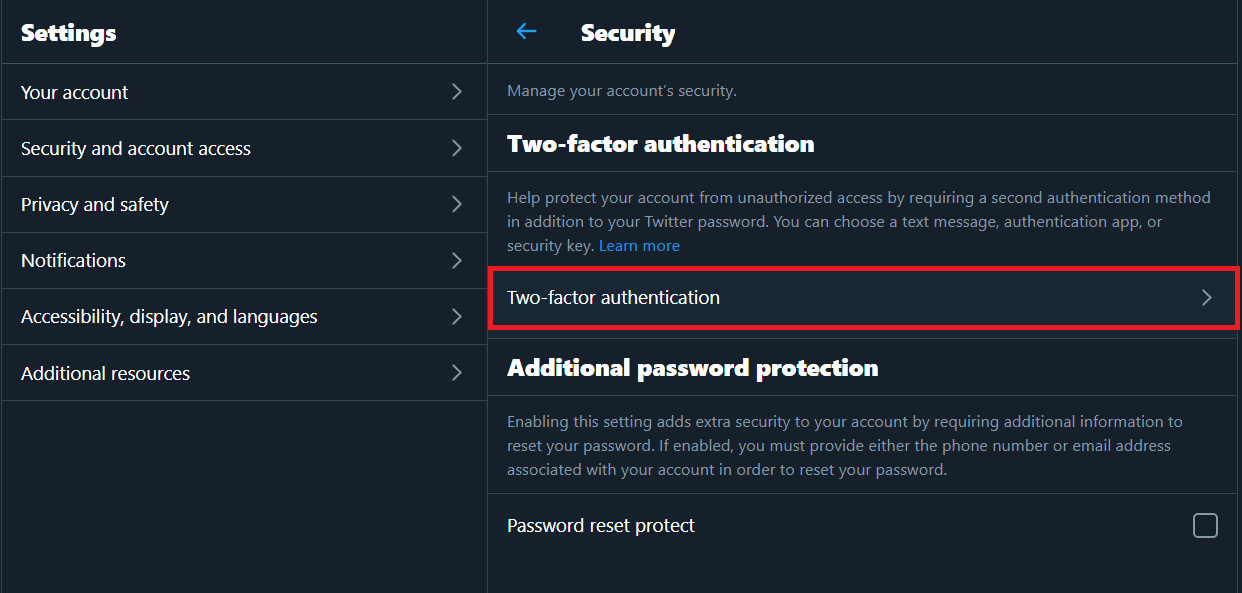 Settings
Your account
Security and account access
Privacy and safety
Notifications
Accessibility, display, and languages
Additional resources
Security
Manage your account's security.
Two-factor authentication
Help protect your account from unauthorized access by requiring a second authentication method
in addition to your Twitter password. You can choose a text message, authentication app, or
security key. Learn more
Two-factor authentication
Additional password protection
Enabling this setting adds extra security to your account by requiring additional information to
reset your password. If enabled, you must provide either the phone number or email address
associated with your account in order to reset your password.
Password reset protect